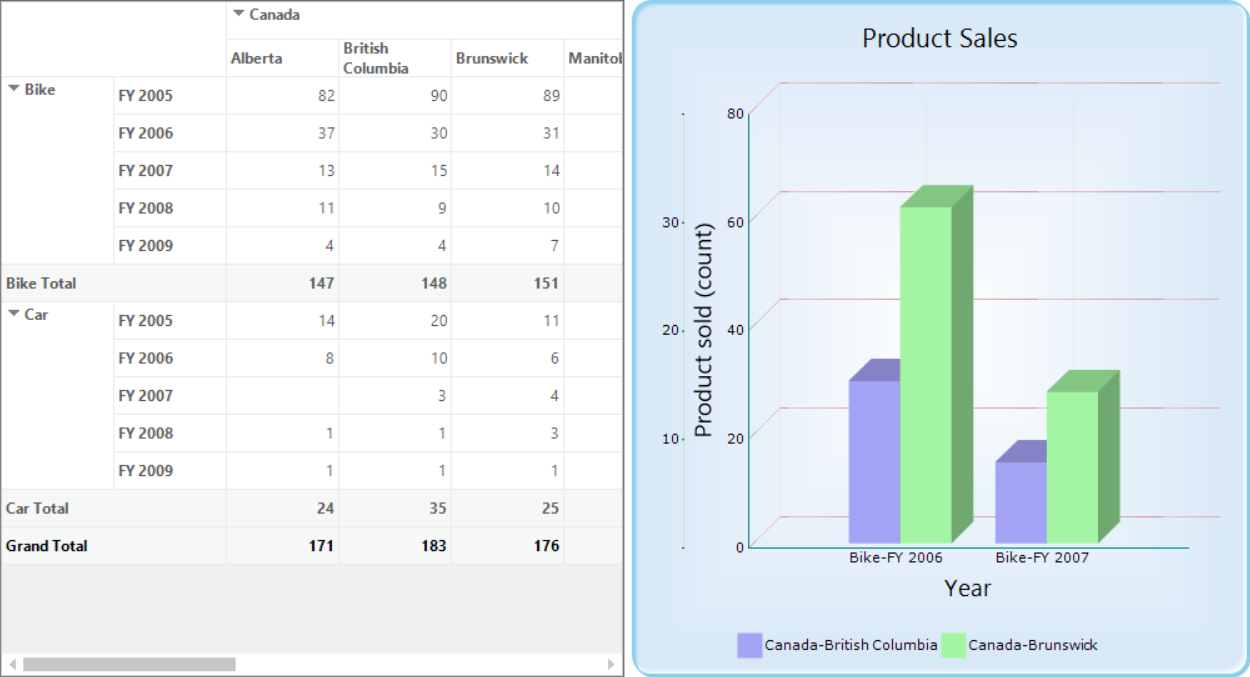 Canada
Alberta British Columbia Brunswick Manitol
Bike FY 2005 82 90 89
FY 2006 37 30 31
FY 2007 13 15 14
FY 2008 11 9 10
FY 2009 4 4 7
Bike Total 147 148 151
Car FY 2005 14 20 11
FY 2006 8 10 6
FY 2007 3 4
FY 2008 1 1 3
FY 2009 1 1 1
Car Total 24 35 25
Grand Total 171 183 176
Product Sales
80
30 60
20 40
10 20
0
Product sold (count)
Bike-FY 2006 Bike-FY 2007
Year
Canada-British Columbia Canada-Brunswick